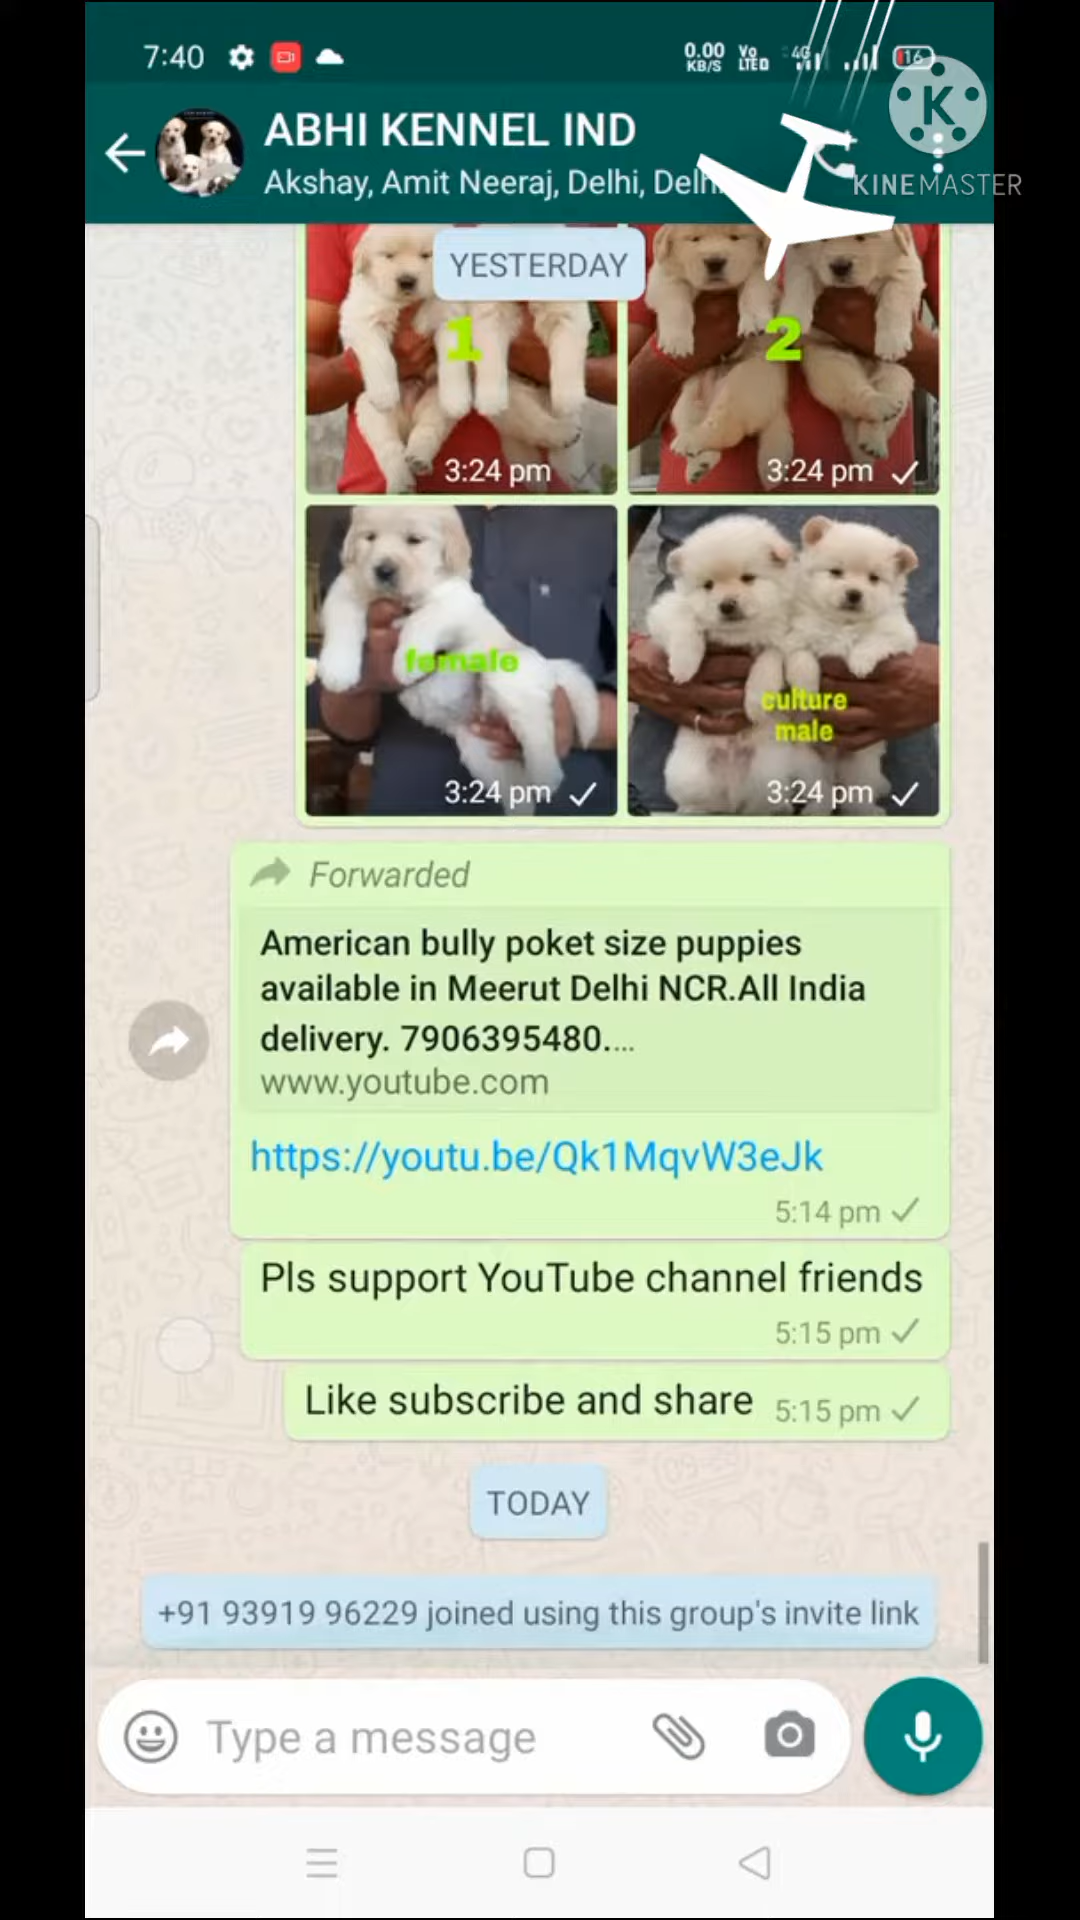 7:40
0.00
KB/S
Vo
LTE
4G
16
K
KINEMASTER
ABHI KENNEL IND
Akshay, Amit Neeraj, Delhi, Delh
YESTERDAY
1
2
3:24 pm
3:24 pm
female
culture
male
3:24 pm
3:24 pm
Forwarded
American bully poket size puppies
available in Meerut Delhi NCR.All India
delivery. 7906395480....
www.youtube.com
https://youtu.be/Qk1MqvW3eJk
5:14 pm
Pls support YouTube channel friends
5:15 pm
Like subscribe and share 5:15 pm
TODAY
+91 93919 96229 joined using this group's invite link
Type a message